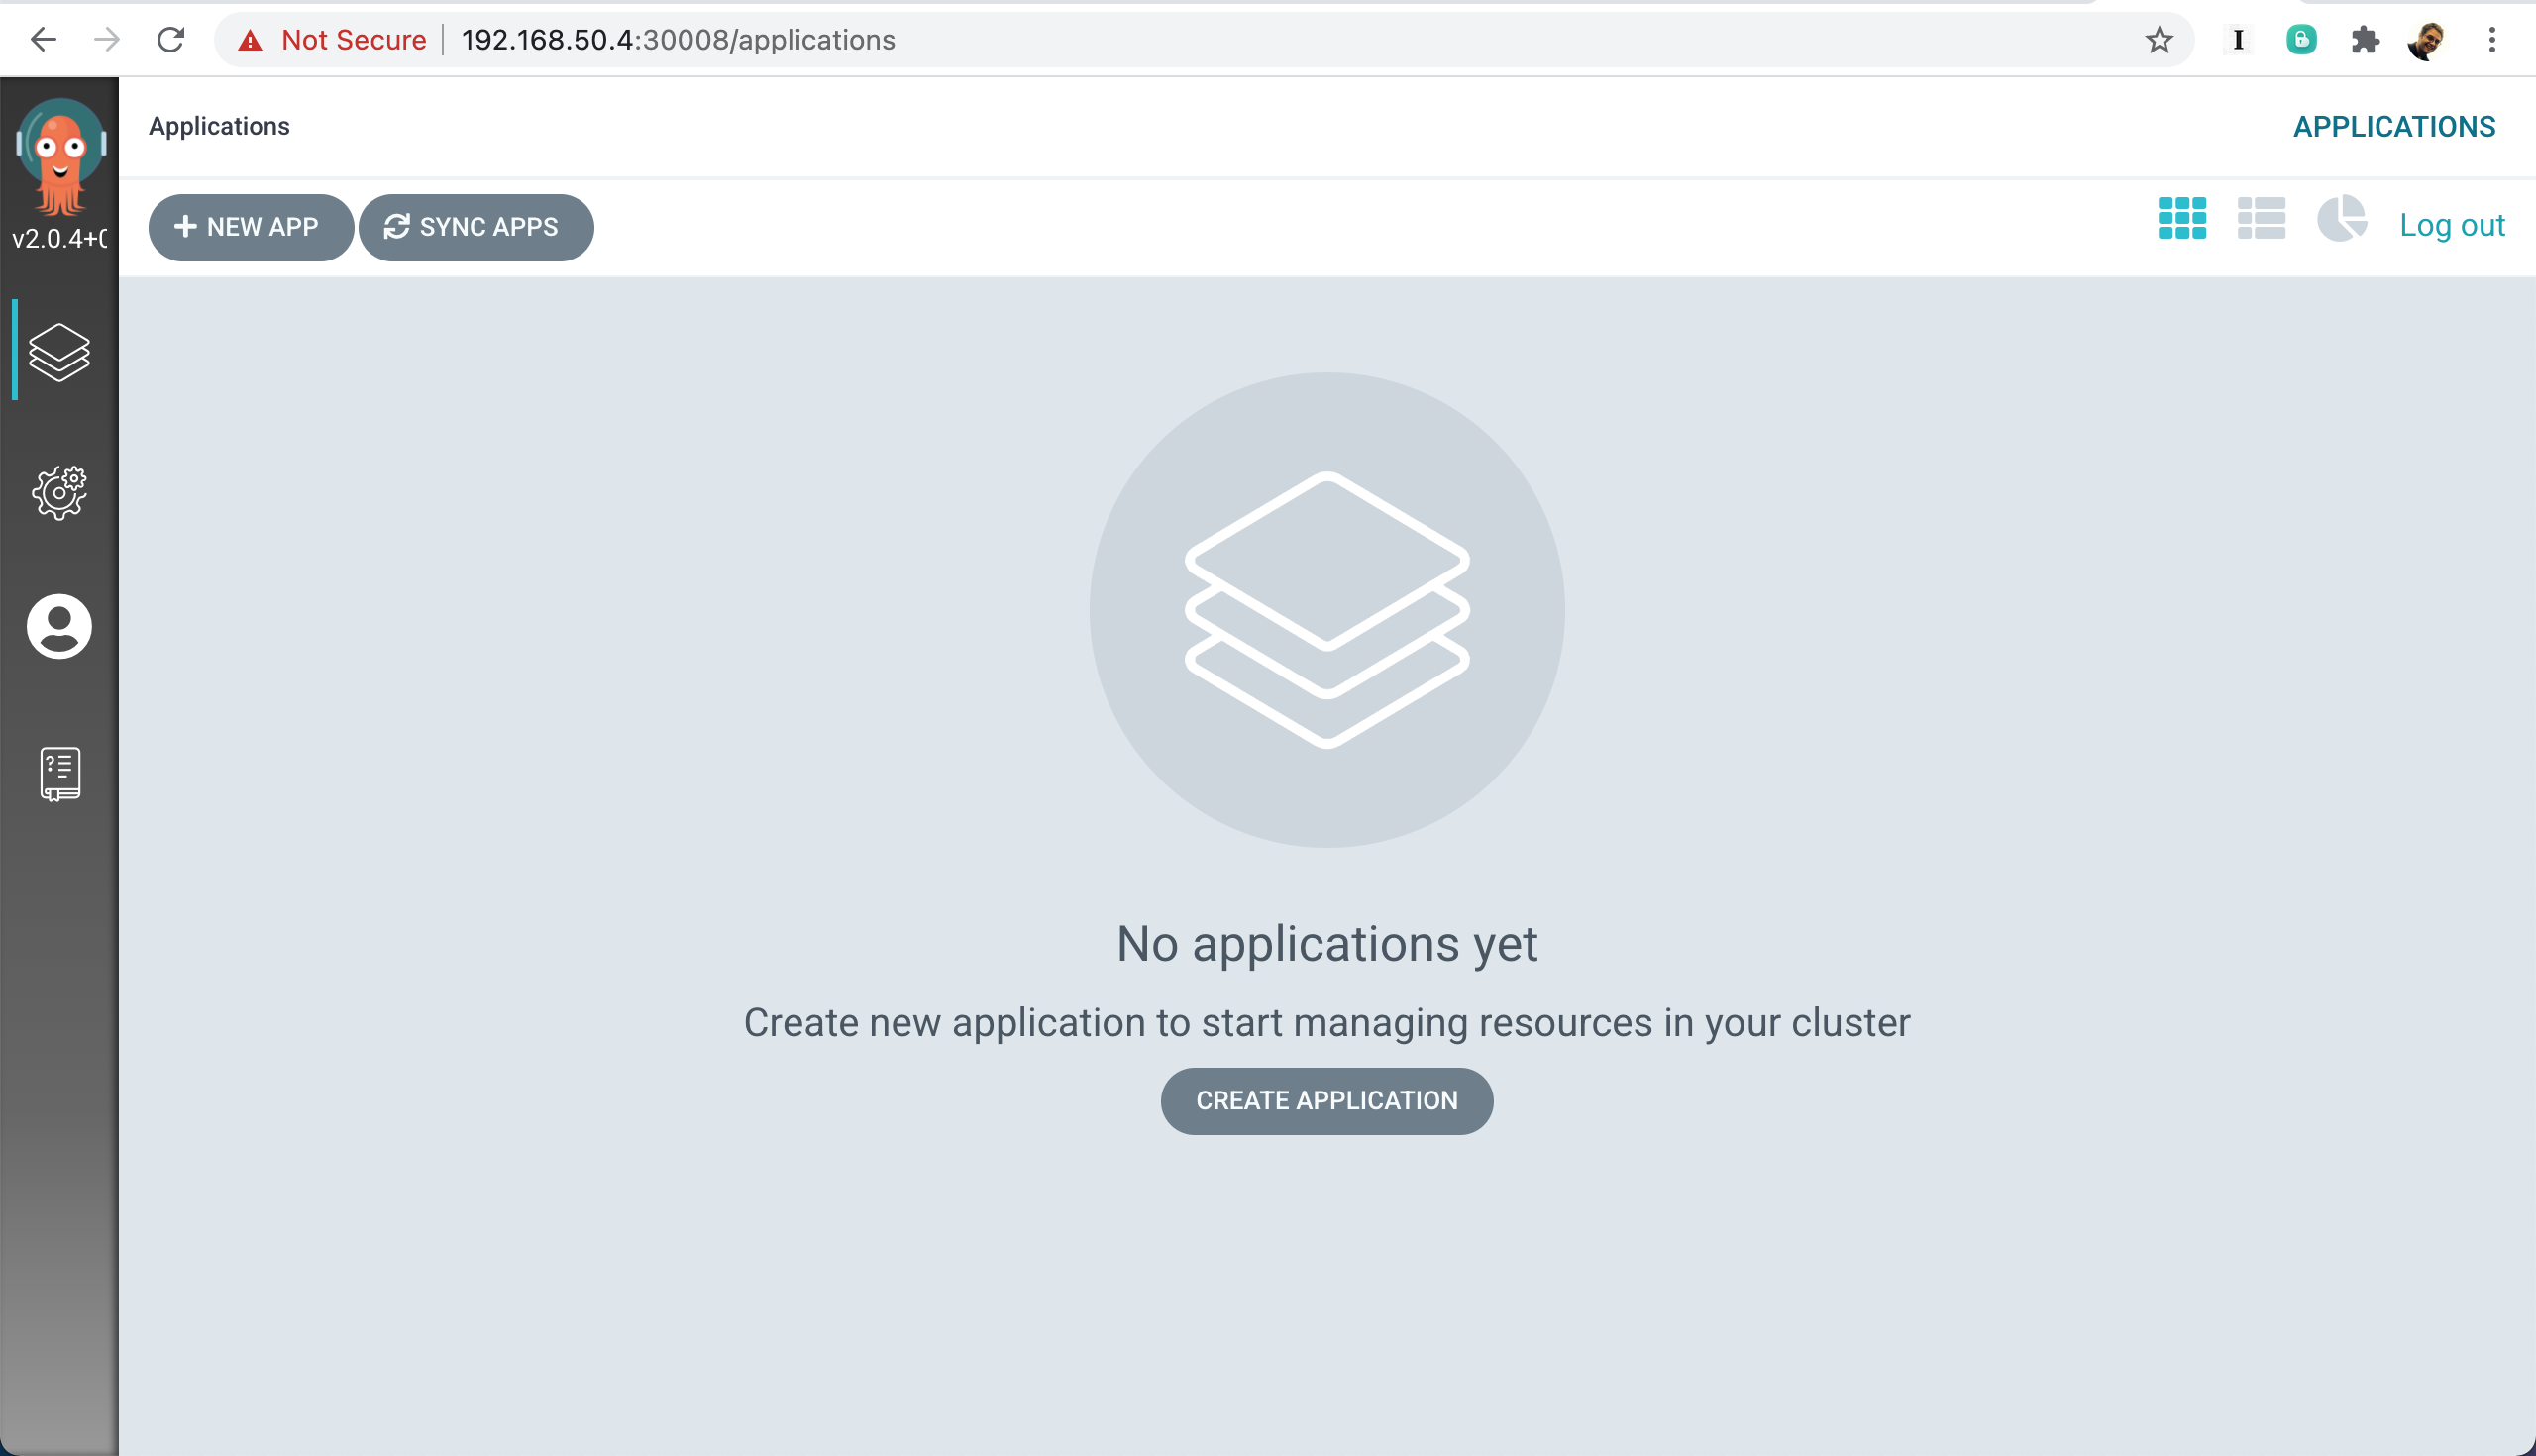 Not Secure 192.168.50.4:30008/applications
I
Applications
APPLICATIONS
v2.0.4+
NEW APP
SYNC APPS
Log out
No applications yet
Create new application to start managing resources in your cluster
CREATE APPLICATION